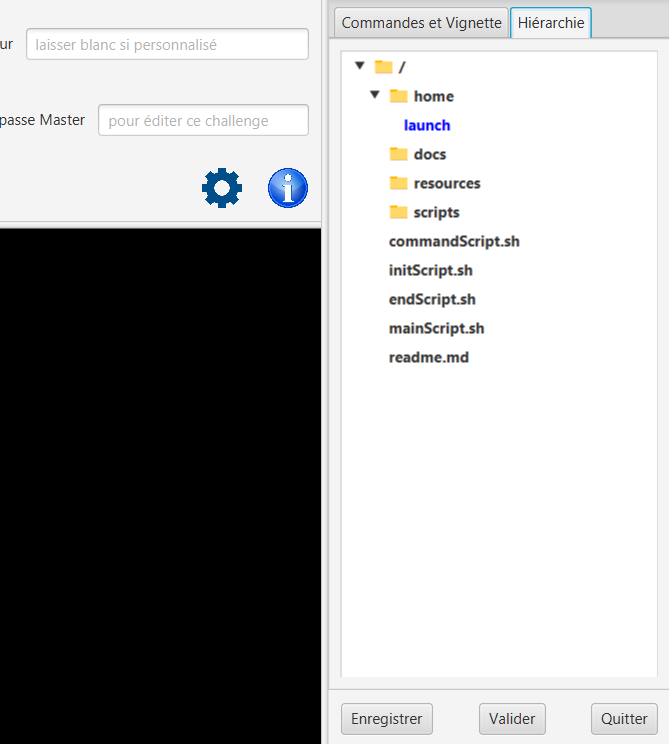 ur
laisser blanc si personnalisé
passe Master
pour éditer ce challenge
Commandes et Vignette
Hiérarchie
/
home
launch
docs
resources
scripts
commandScript.sh
initScript.sh
endScript.sh
mainScript.sh
readme.md
Enregistrer
Valider
Quitter